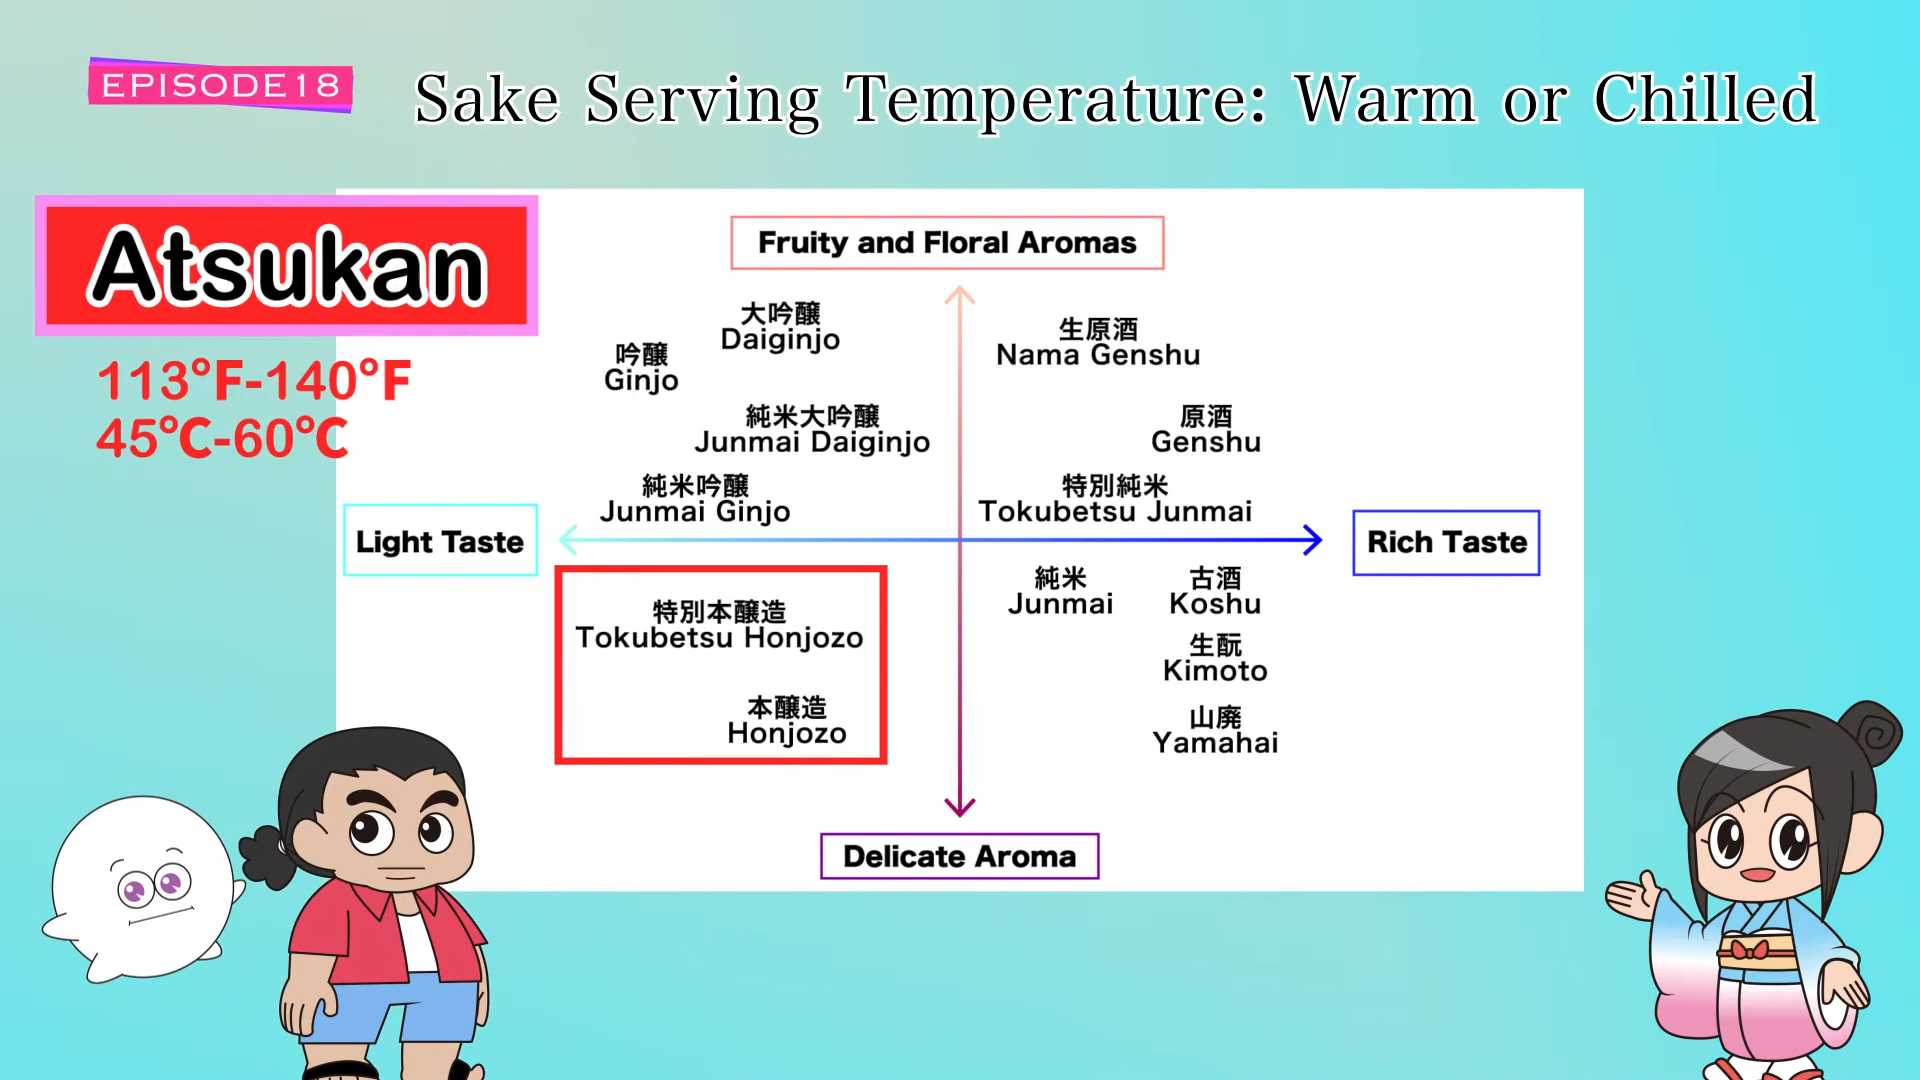 EPISODE18
Sake Serving Temperature: Warm or Chilled
Atsukan
113°F-140°F
45℃-60℃
Fruity and Floral Aromas
大吟醸
Daiginjo
吟醸
Ginjo
純米大吟醸
Junmai Daiginjo
純米吟醸
Junmai Ginjo
生原酒
Nama Genshu
原酒
Genshu
特別純米
Tokubetsu Junmai
Light Taste
Rich Taste
特別本醸造
Tokubetsu Honjozo
本醸造
Honjozo
純米
Junmai
古酒
Koshu
生酛
Kimoto
山廃
Yamahai
Delicate Aroma